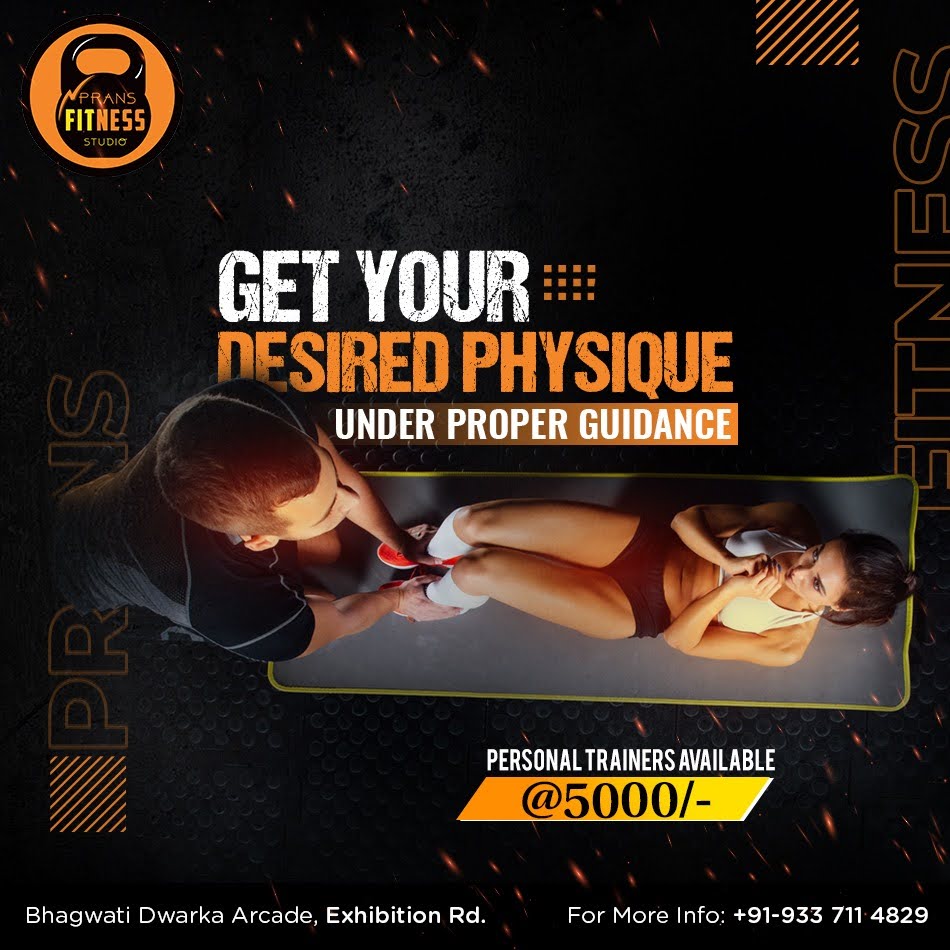 PRANS
FITNESS
STUDIO
FITNESS
GET YOUR
DESIRED PHYSIQUE
UNDER PROPER GUIDANCE
PRANS
PERSONAL TRAINERS AVAILABLE
@5000/-
Bhagwati Dwarka Arcade, Exhibition Rd.
For More Info: +91-933 711 4829